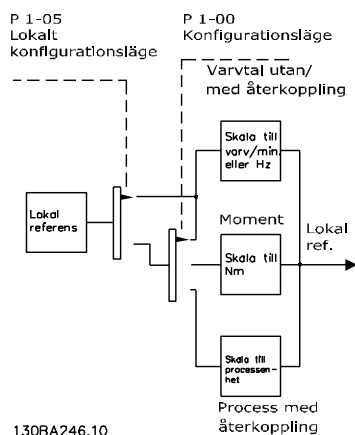 P 1-05
Lokalt
konfigurationsläge
P 1-00
Konfigurationsläge
Varvtal utan/
med återkoppling
Skala till
varv/min.
eller Hz
Lokal
referens
Moment
Skala till
Nm
Lokal
ref.
Skala till
processen-
het
Process med
återkoppling
130BA246.10